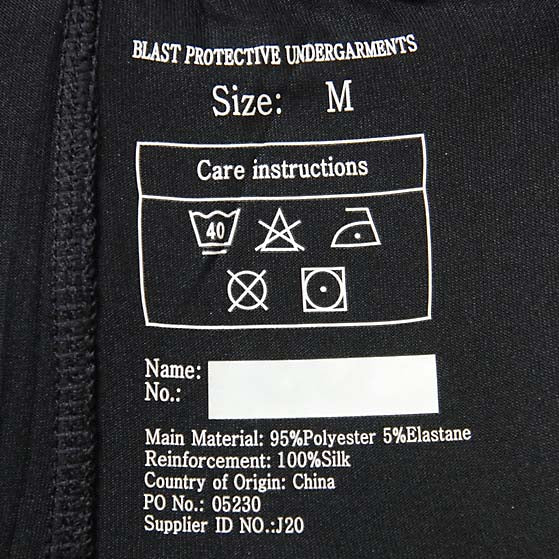 BLAST PROTECTIVE UNDERGARMENTS
Size: M
Care instructions
40
Name:
No.:
Main Material: 95%Polyester 5%Elastane
Reinforcement: 100%Silk
Country of Origin: China
PO No.: 05230
Supplier ID NO.:J20